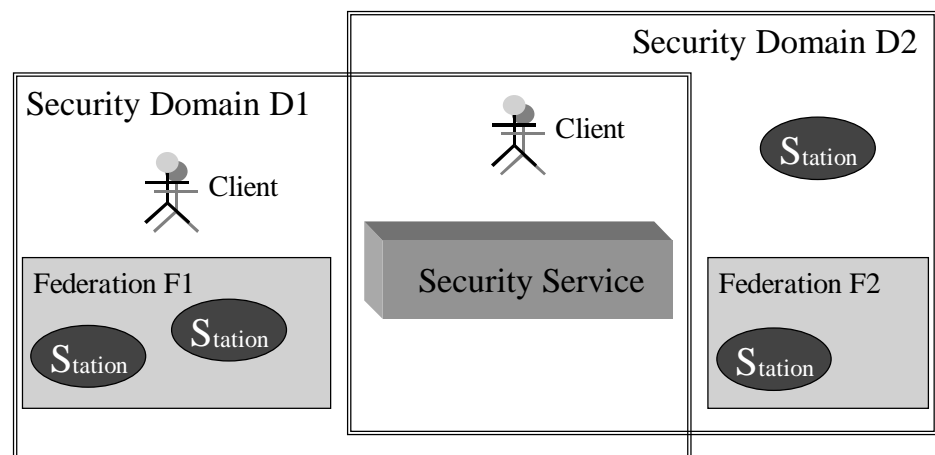 Security Domain D2
Security Domain D1
Client
Client
Station
Security Service
Federation F1
Station
Station
Federation F2
Station